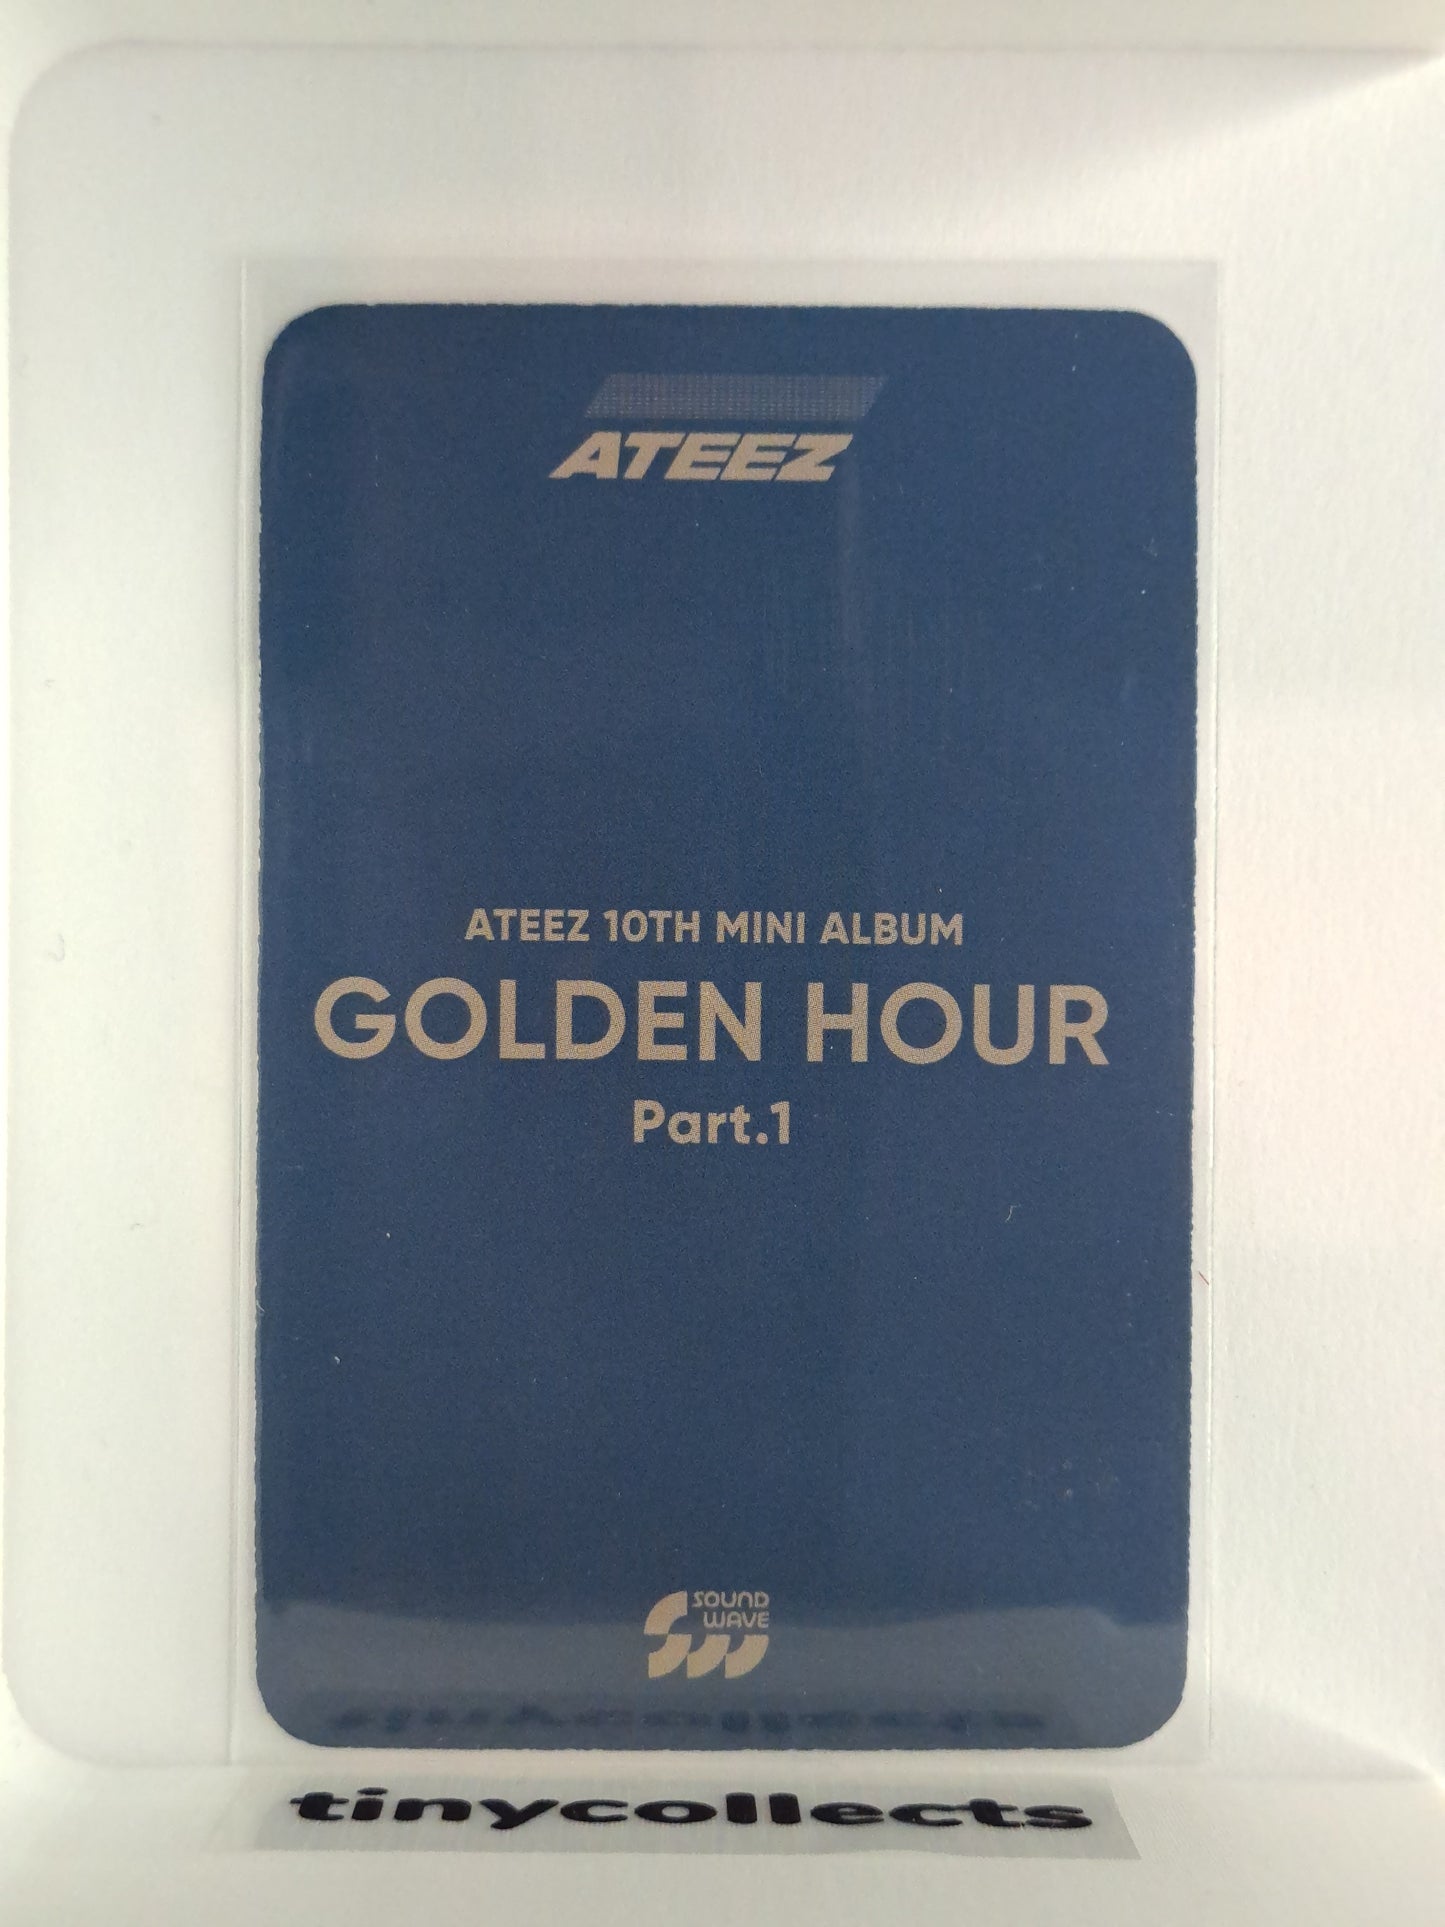 ATEEZ
ATEEZ 10TH MINI ALBUM
GOLDEN HOUR
Part.1
SOUND
WAVE
tinycollects